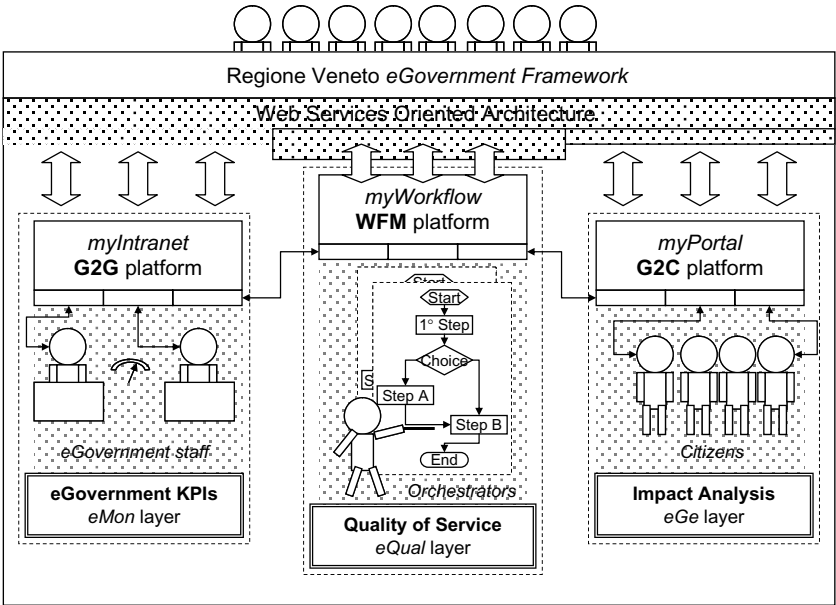 Regione Veneto eGovernment Framework
Web Services Oriented Architecture
myIntranet
G2G platform
eGovernment staff
eGovernment KPIs
eMon layer
myWorkflow
WFM platform
Start
Start
1° Step
Choice
S
Step A
Step B
End
Orchestrators
Quality of Service
eQual layer
myPortal
G2C platform
Citizens
Impact Analysis
eGe layer